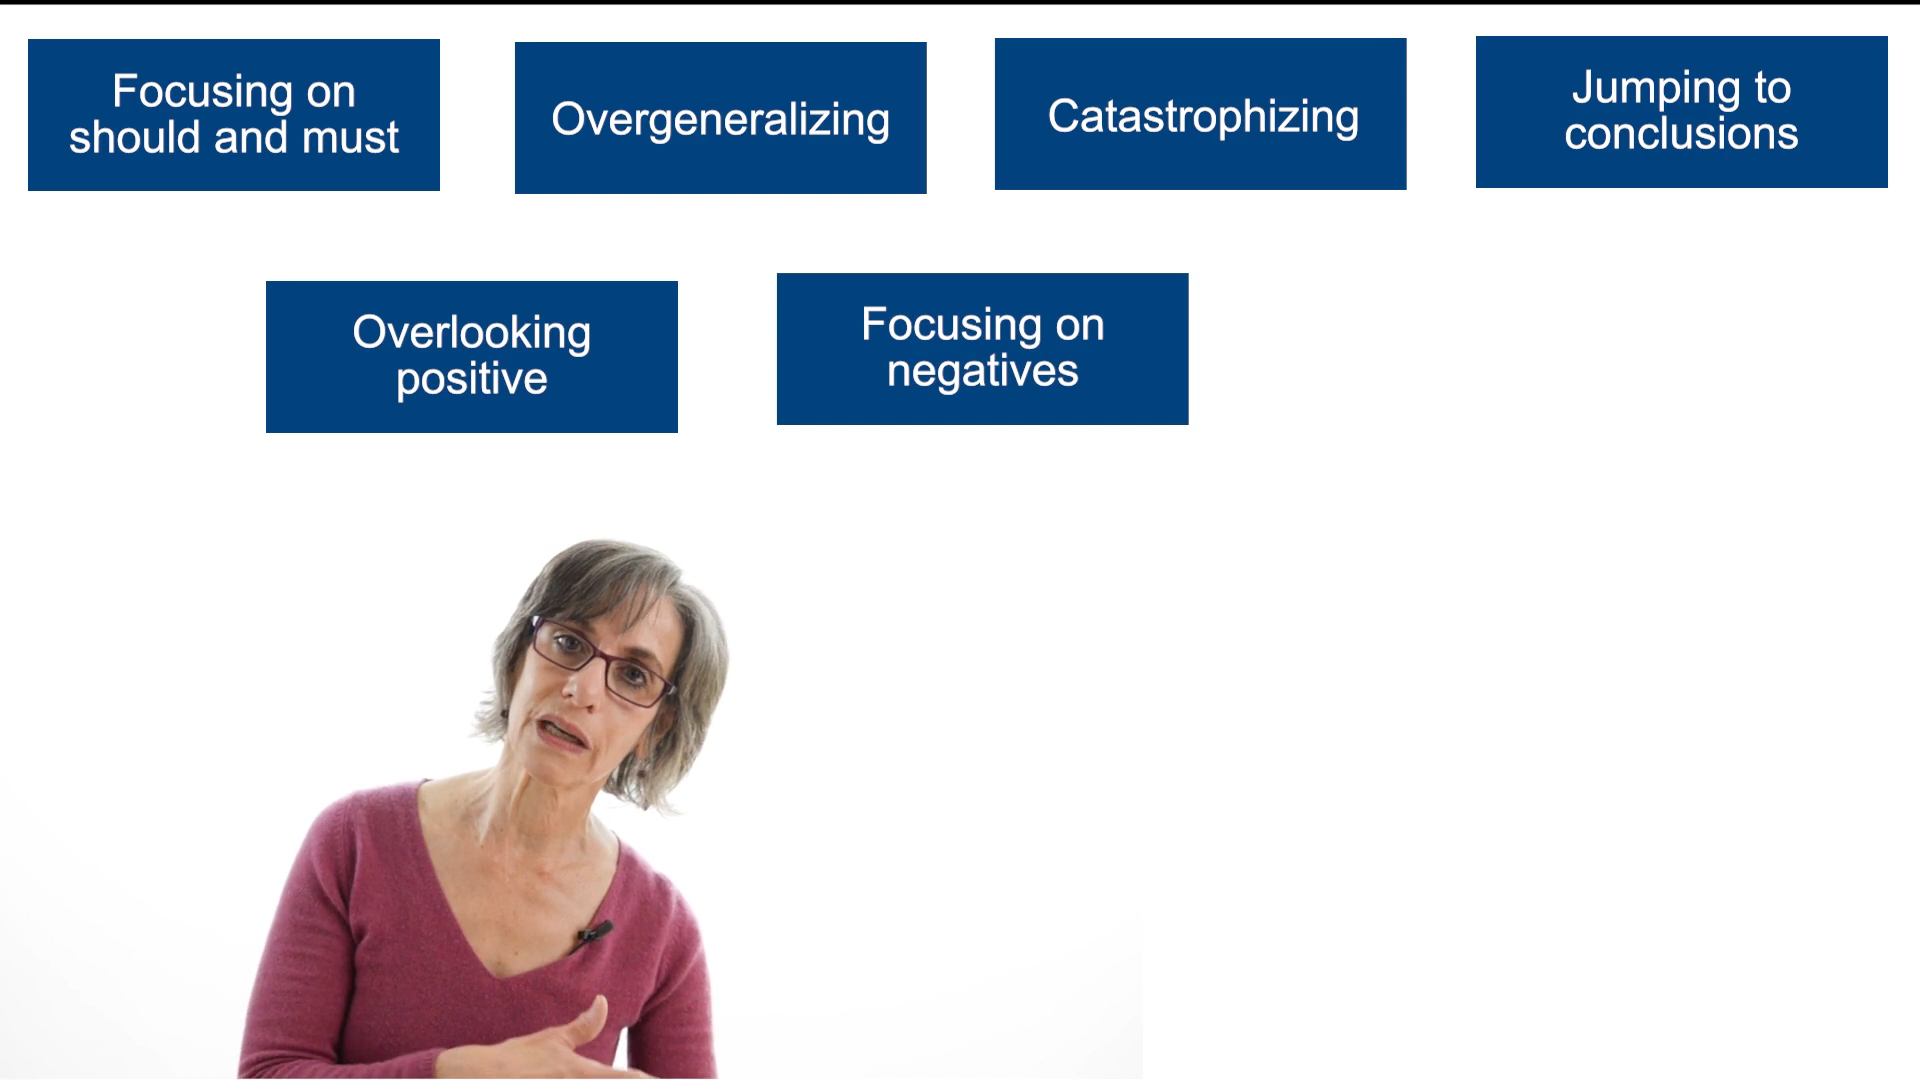 Focusing on
should and must
Overgeneralizing
Catastrophizing
Jumping to
conclusions
Overlooking
positive
Focusing on
negatives